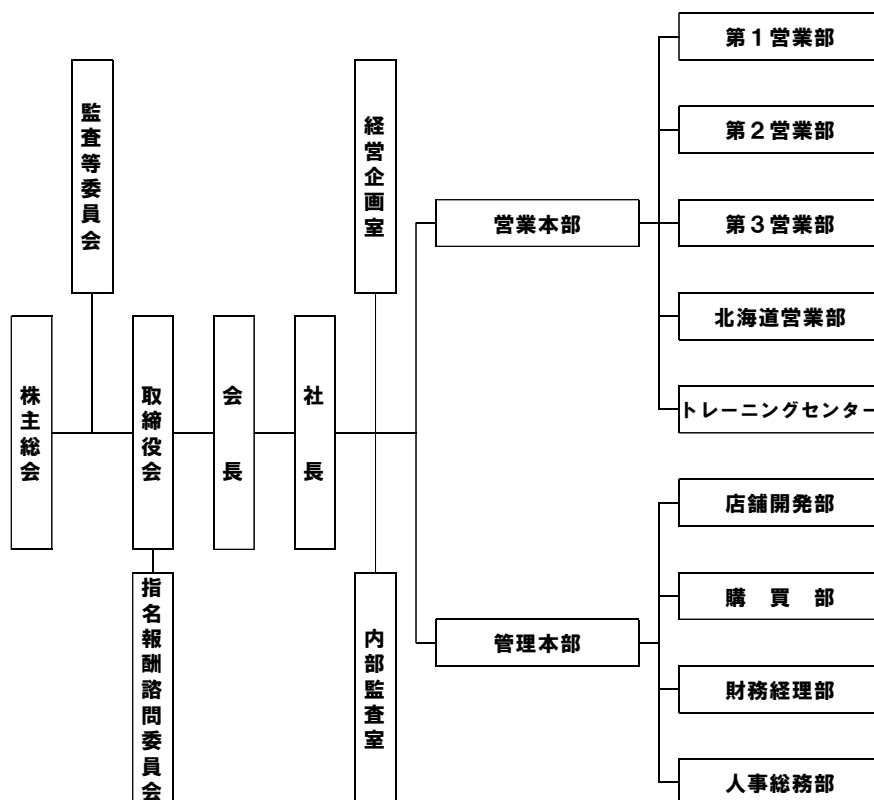 株主総会
監査等委員会
取締役会
指名報酬諮問委員会
会長
社長
経営企画室
内部監査室
営業本部
第1営業部
第2営業部
第3営業部
北海道営業部
トレーニングセンター
管理本部
店舗開発部
購買部
財務経理部
人事総務部